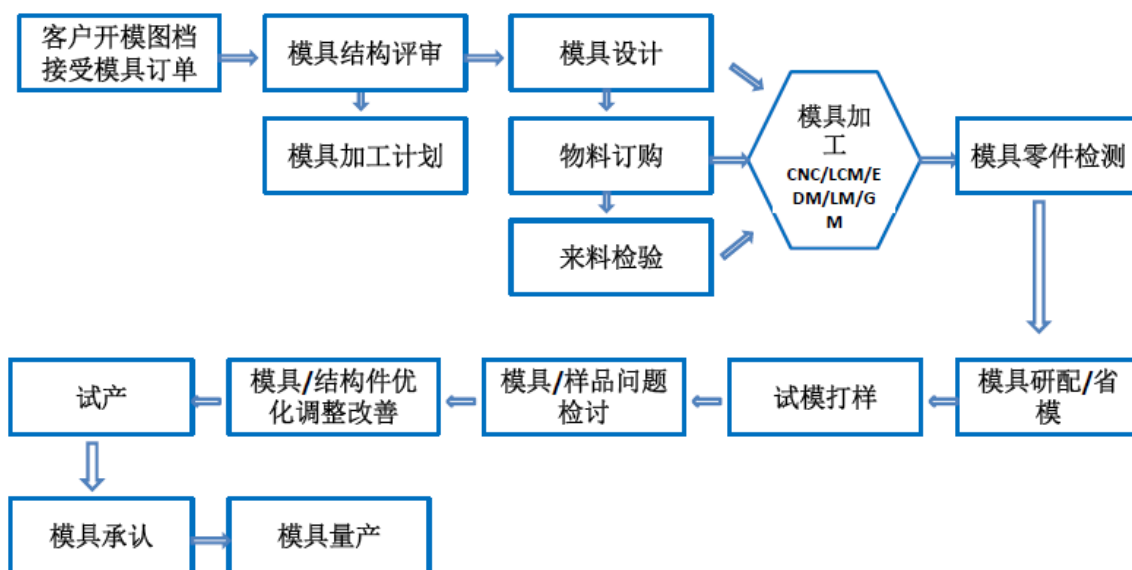 客户开模图档
接受模具订单
模具结构评审
模具设计
模具加工计划
物料订购
来料检验
模具加
工
CNC/LCM/E
DM/LM/G
M
模具零件检测
模具研配/省
模
试模打样
模具/样品问题
检讨
模具/结构件优
化调整改善
试产
模具承认
模具量产